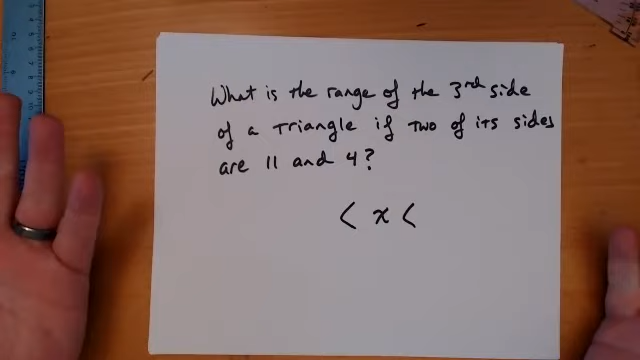 What is the range of the 3rd side
of a triangle if two of its sides
are 11 and 4?
< x <